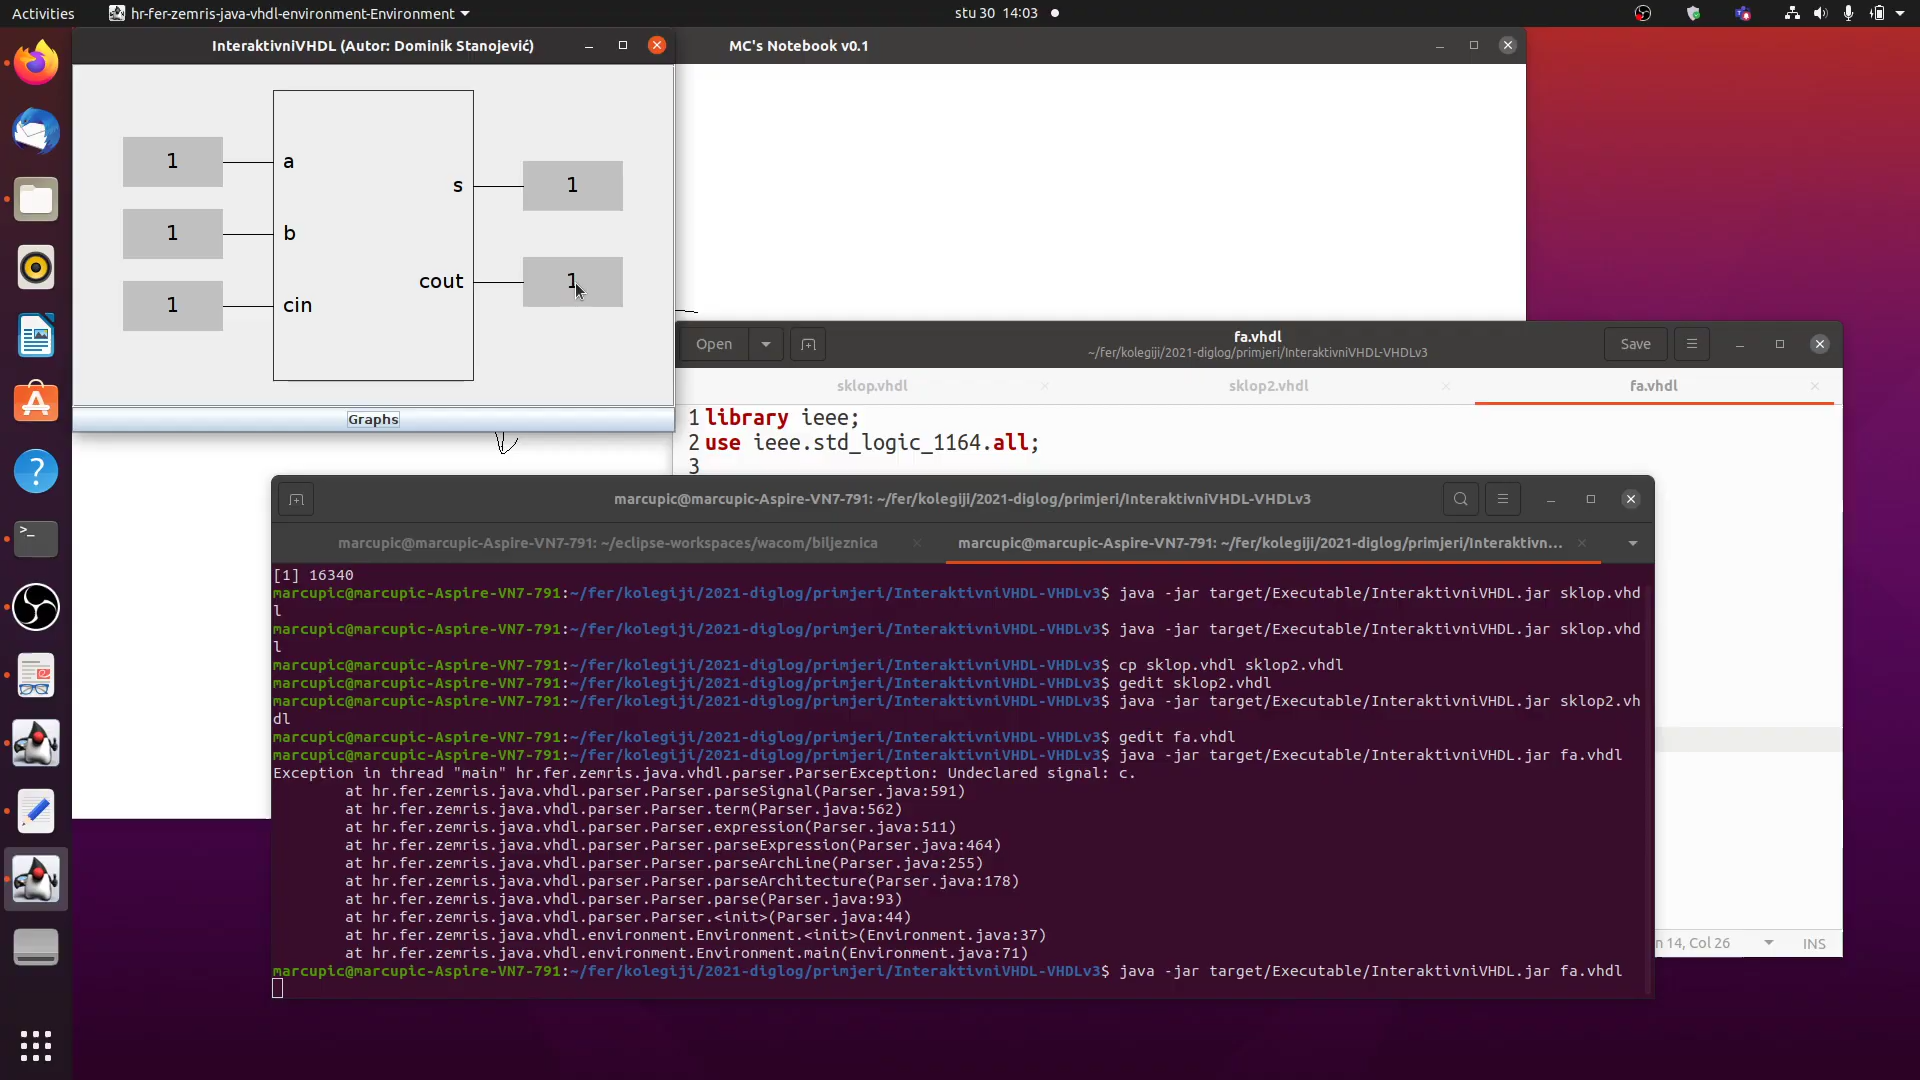 Activities
hr-fer-zemris-java-vhdl-environment-Environment
stu 30 14:03
InteraktivniVHDL (Autor: Dominik Stanojević)
MC's Notebook v0.1
1
a
1
b
1
cin
s
1
cout
1
Graphs
Open
fa.vhdl
~/fer/kolegiji/2021-diglog/primjeri/InteraktivniVHDL-VHDLv3
Save
sklop.vhdl
sklop2.vhdl
fa.vhdl
1 library ieee;
2 use ieee.std_logic_1164.all;
3
marcupic@marcupic-Aspire-VN7-791: ~/fer/kolegiji/2021-diglog/primjeri/InteraktivniVHDL-VHDLv3
marcupic@marcupic-Aspire-VN7-791: ~/eclipse-workspaces/wacom/biljeznica
marcupic@marcupic-Aspire-VN7-791: ~/fer/kolegiji/2021-diglog/primjeri/Interaktivn...
[1] 16340
marcupic@marcupic-Aspire-VN7-791:~/fer/kolegiji/2021-diglog/primjeri/InteraktivniVHDL-VHDLv3$ java -jar target/Executable/InteraktivniVHDL.jar sklop.vhd
l
marcupic@marcupic-Aspire-VN7-791:~/fer/kolegiji/2021-diglog/primjeri/InteraktivniVHDL-VHDLv3$ java -jar target/Executable/InteraktivniVHDL.jar sklop.vhd
l
marcupic@marcupic-Aspire-VN7-791:~/fer/kolegiji/2021-diglog/primjeri/InteraktivniVHDL-VHDLv3$ cp sklop.vhdl sklop2.vhdl
marcupic@marcupic-Aspire-VN7-791:~/fer/kolegiji/2021-diglog/primjeri/InteraktivniVHDL-VHDLv3$ gedit sklop2.vhdl
marcupic@marcupic-Aspire-VN7-791:~/fer/kolegiji/2021-diglog/primjeri/InteraktivniVHDL-VHDLv3$ java -jar target/Executable/InteraktivniVHDL.jar sklop2.vh
dl
marcupic@marcupic-Aspire-VN7-791:~/fer/kolegiji/2021-diglog/primjeri/InteraktivniVHDL-VHDLv3$ gedit fa.vhdl
marcupic@marcupic-Aspire-VN7-791:~/fer/kolegiji/2021-diglog/primjeri/InteraktivniVHDL-VHDLv3$ java -jar target/Executable/InteraktivniVHDL.jar fa.vhdl
Exception in thread "main" hr.fer.zemris.java.vhdl.parser.ParserException: Undeclared signal: c.
at hr.fer.zemris.java.vhdl.parser.Parser.parseSignal(Parser.java:591)
at hr.fer.zemris.java.vhdl.parser.Parser.term(Parser.java:562)
at hr.fer.zemris.java.vhdl.parser.Parser.expression(Parser.java:511)
at hr.fer.zemris.java.vhdl.parser.Parser.parseExpression(Parser.java:464)
at hr.fer.zemris.java.vhdl.parser.Parser.parseArchLine(Parser.java:255)
at hr.fer.zemris.java.vhdl.parser.Parser.parseArchitecture(Parser.java:178)
at hr.fer.zemris.java.vhdl.parser.Parser.parse(Parser.java:93)
at hr.fer.zemris.java.vhdl.parser.Parser.<init>(Parser.java:44)
at hr.fer.zemris.java.vhdl.environment.Environment.<init>(Environment.java:37)
at hr.fer.zemris.java.vhdl.environment.Environment.main(Environment.java:71)
marcupic@marcupic-Aspire-VN7-791:~/fer/kolegiji/2021-diglog/primjeri/InteraktivniVHDL-VHDLv3$ java -jar target/Executable/InteraktivniVHDL.jar fa.vhdl
n 14, Col 26
INS